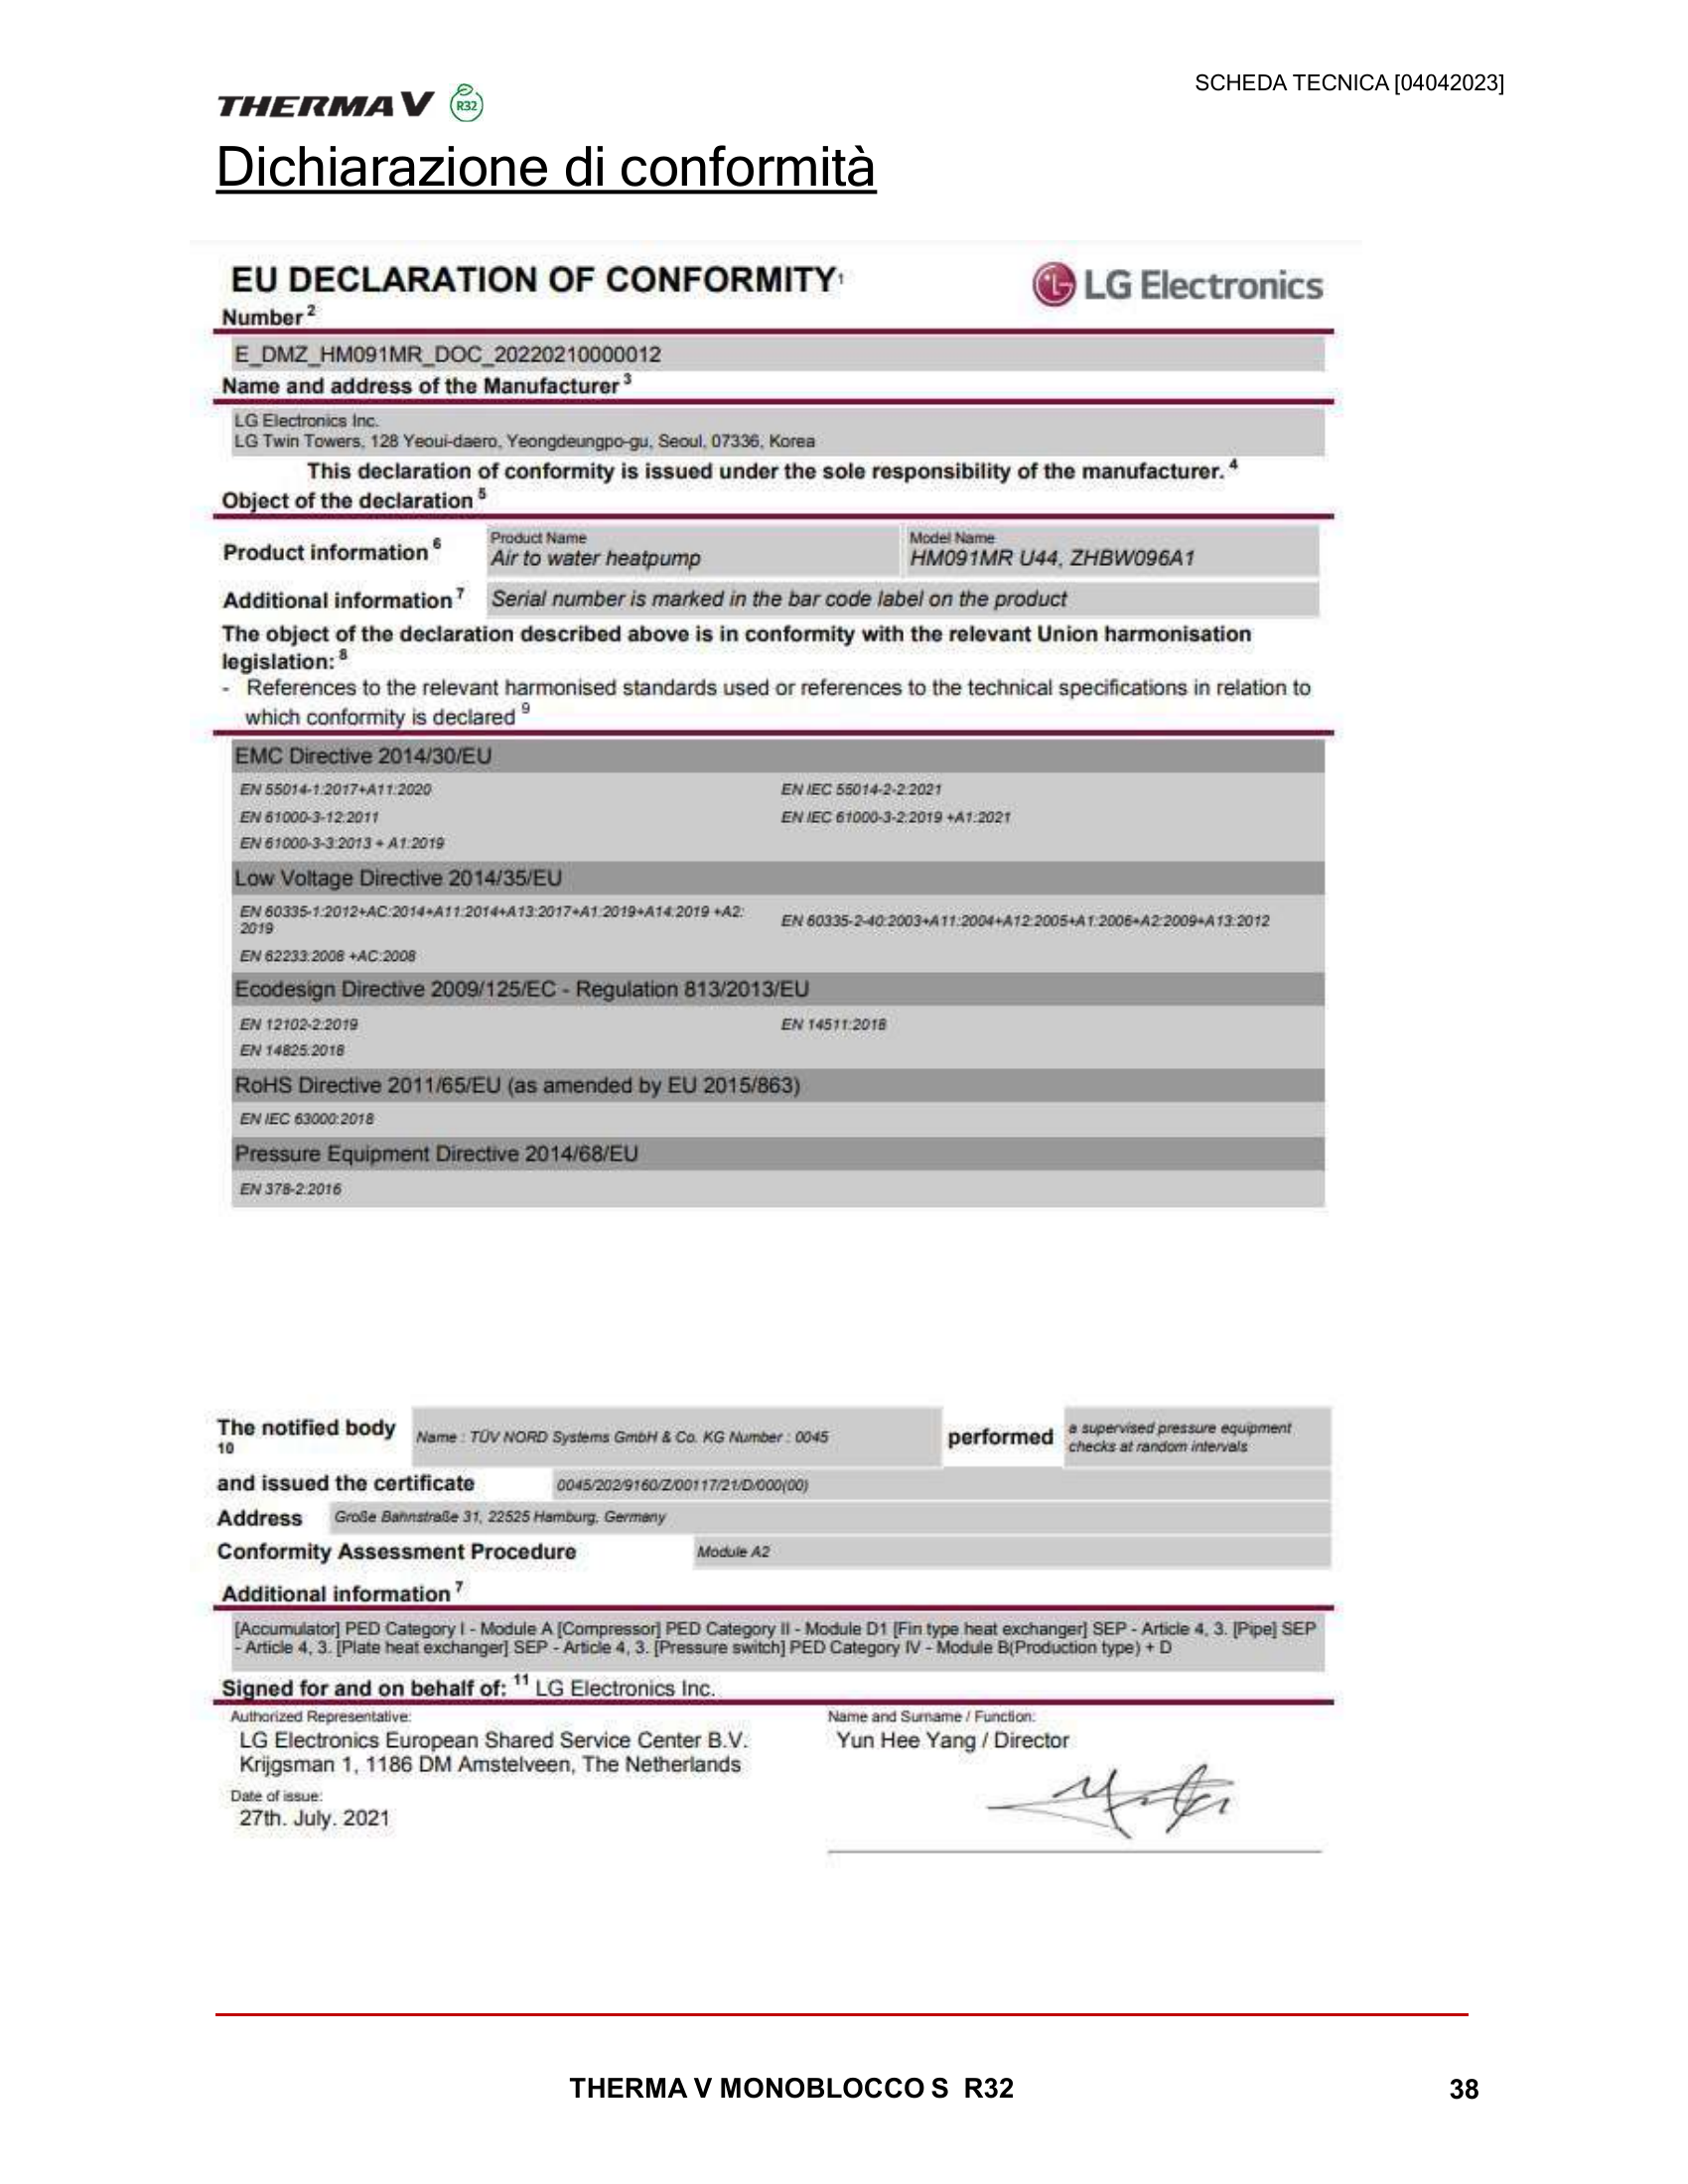 SCHEDA TECNICA [04042023]
THERMA V R32
Dichiarazione di conformità
EU DECLARATION OF CONFORMITY1
LG Electronics
Number 2
E_DMZ_HM091MR_DOC_20220210000012
Name and address of the Manufacturer 3
LG Electronics Inc.
LG Twin Towers, 128 Yeoui-daero, Yeongdeungpo-gu, Seoul, 07336, Korea
This declaration of conformity is issued under the sole responsibility of the manufacturer. 4
Object of the declaration 5
Product information 6
Product Name
Air to water heatpump
Model Name
HM091MR U44, ZHBW096A1
Additional information 7 Serial number is marked in the bar code label on the product
The object of the declaration described above is in conformity with the relevant Union harmonisation
legislation: 8
- References to the relevant harmonised standards used or references to the technical specifications in relation to
which conformity is declared 9
EMC Directive 2014/30/EU
EN 55014-1:2017+A11:2020 EN IEC 55014-2-2:2021
EN 61000-3-12:2011 EN IEC 61000-3-2:2019 +A1:2021
EN 61000-3-3:2013 + A1:2019
Low Voltage Directive 2014/35/EU
EN 60335-1:2012+AC:2014+A11:2014+A13:2017+A1:2019+A14:2019 +A2:
2019
EN 60335-2-40:2003+A11:2004+A12:2005+A1:2006+A2:2009+A13:2012
EN 62233:2008 +AC:2008
Ecodesign Directive 2009/125/EC - Regulation 813/2013/EU
EN 12102-2:2019 EN 14511:2018
EN 14825:2018
RoHS Directive 2011/65/EU (as amended by EU 2015/863)
EN IEC 63000:2018
Pressure Equipment Directive 2014/68/EU
EN 378-2:2016
The notified body
10
Name : TÜV NORD Systems GmbH & Co. KG Number : 0045
performed
a supervised pressure equipment
checks at random intervals
and issued the certificate 0045/202/9160/Z/00117/21/D/000(00)
Address Große Bahnstraße 31, 22525 Hamburg, Germany
Conformity Assessment Procedure Module A2
Additional information 7
[Accumulator] PED Category I - Module A [Compressor] PED Category II - Module D1 [Fin type heat exchanger] SEP - Article 4, 3. [Pipe] SEP
- Article 4, 3. [Plate heat exchanger] SEP - Article 4, 3. [Pressure switch] PED Category IV - Module B(Production type) + D
Signed for and on behalf of: 11 LG Electronics Inc.
Authorized Representative:
LG Electronics European Shared Service Center B.V.
Krijgsman 1, 1186 DM Amstelveen, The Netherlands
Name and Surname / Function:
Yun Hee Yang / Director
Date of issue:
27th. July. 2021
THERMA V MONOBLOCCO S R32
38